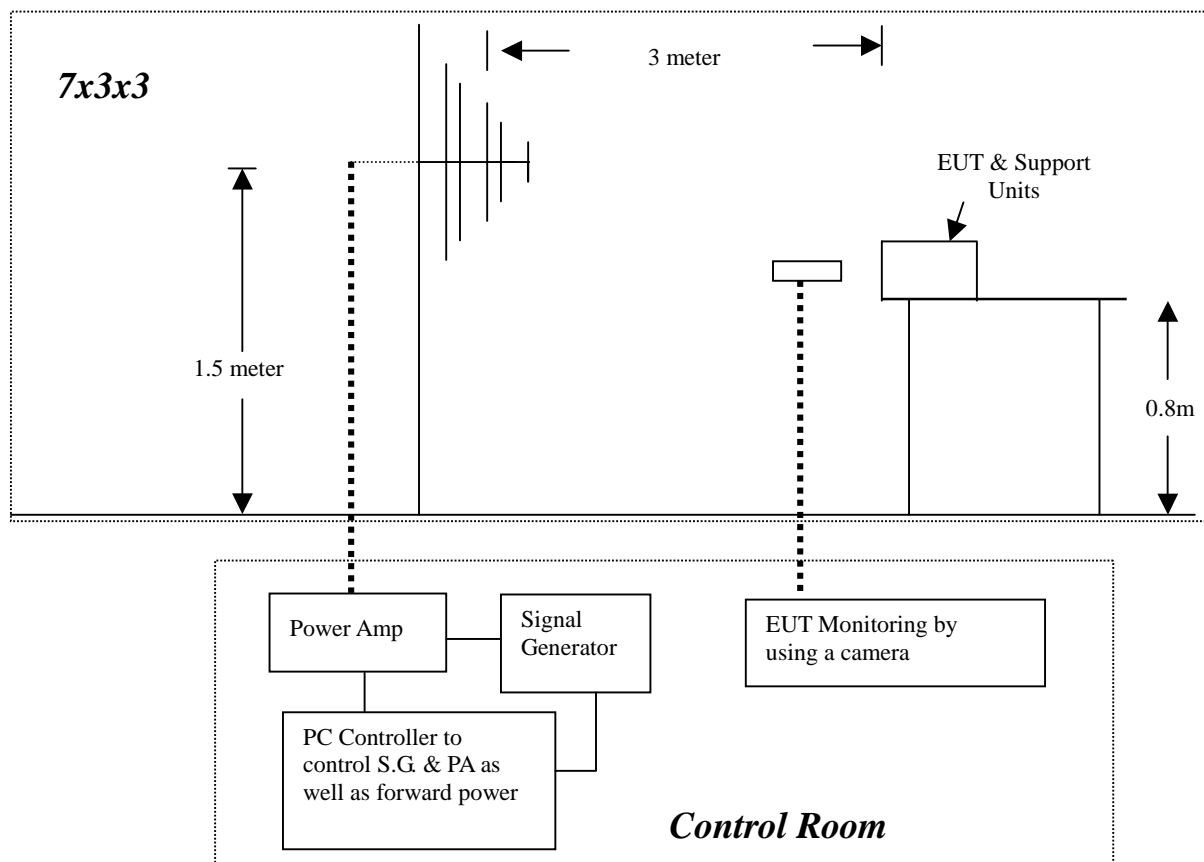 3 meter
7x3x3
EUT & Support
Units
1.5 meter
0.8m
Power Amp
Signal
Generator
EUT Monitoring by
using a camera
PC Controller to
control S.G. & PA as
well as forward power
Control Room